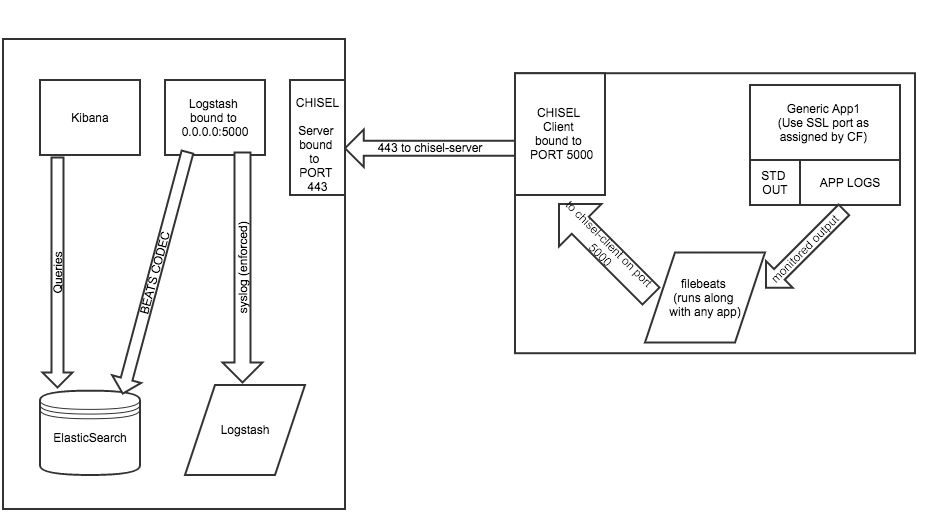 Kibana
Logstash
bound to
0.0.0.0:5000
CHISEL
Server
bound
to
PORT
443
443 to chisel-server
CHISEL
Client
bound to
PORT 5000
Generic App1
(Use SSL port as
assigned by CF)
STD
OUT
APP LOGS
monitored output
to chisel-client on port
5000
filebeats
(runs along
with any app)
Queries
BEATS CODEC
syslog (enforced)
ElasticSearch
Logstash